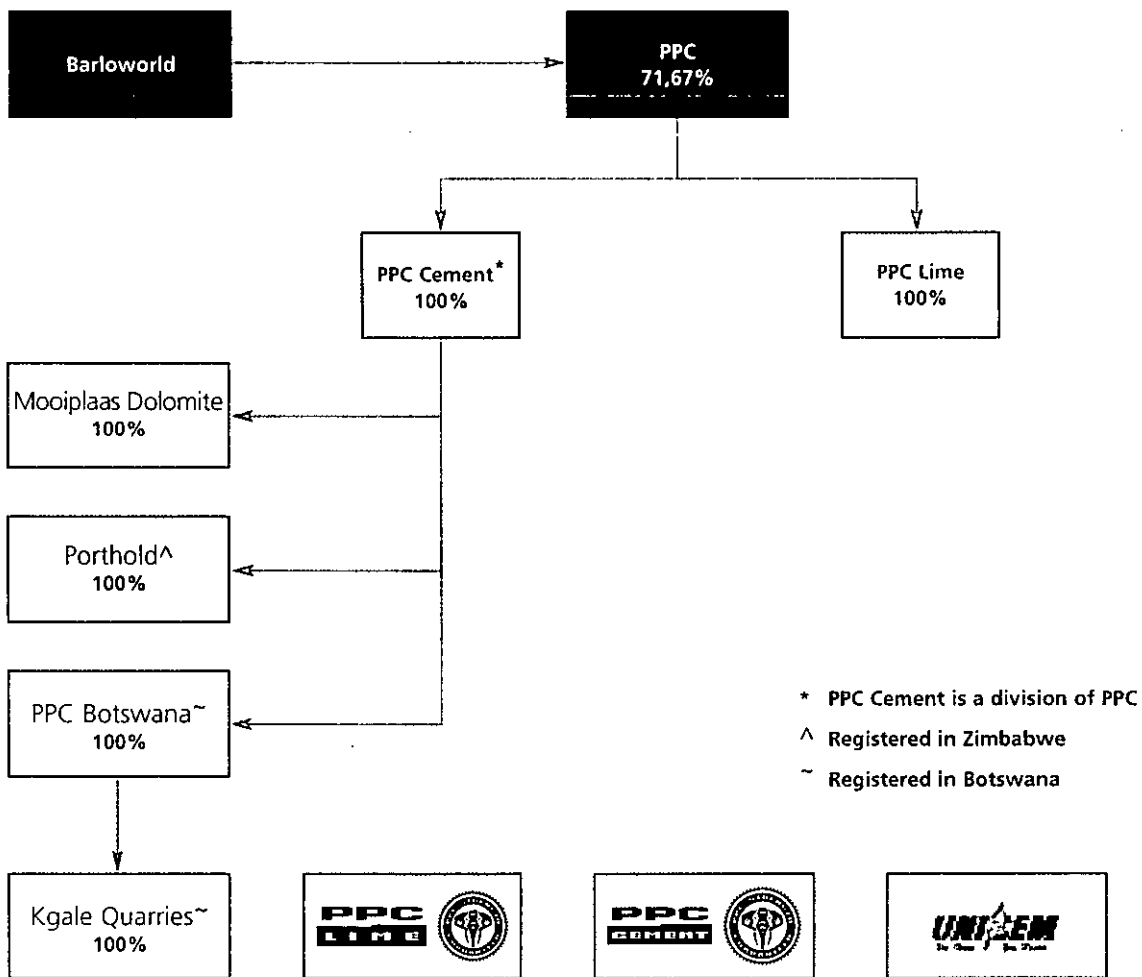 Barloworld
PPC
71,67%
PPC Cement*
100%
PPC Lime
100%
Mooiplaas Dolomite
100%
Porthold^
100%
PPC Botswana~
100%
* PPC Cement is a division of PPC
^ Registered in Zimbabwe
~ Registered in Botswana
Kgale Quarries~
100%
PPC
LIME
PPC
CEMENT
UNICEM